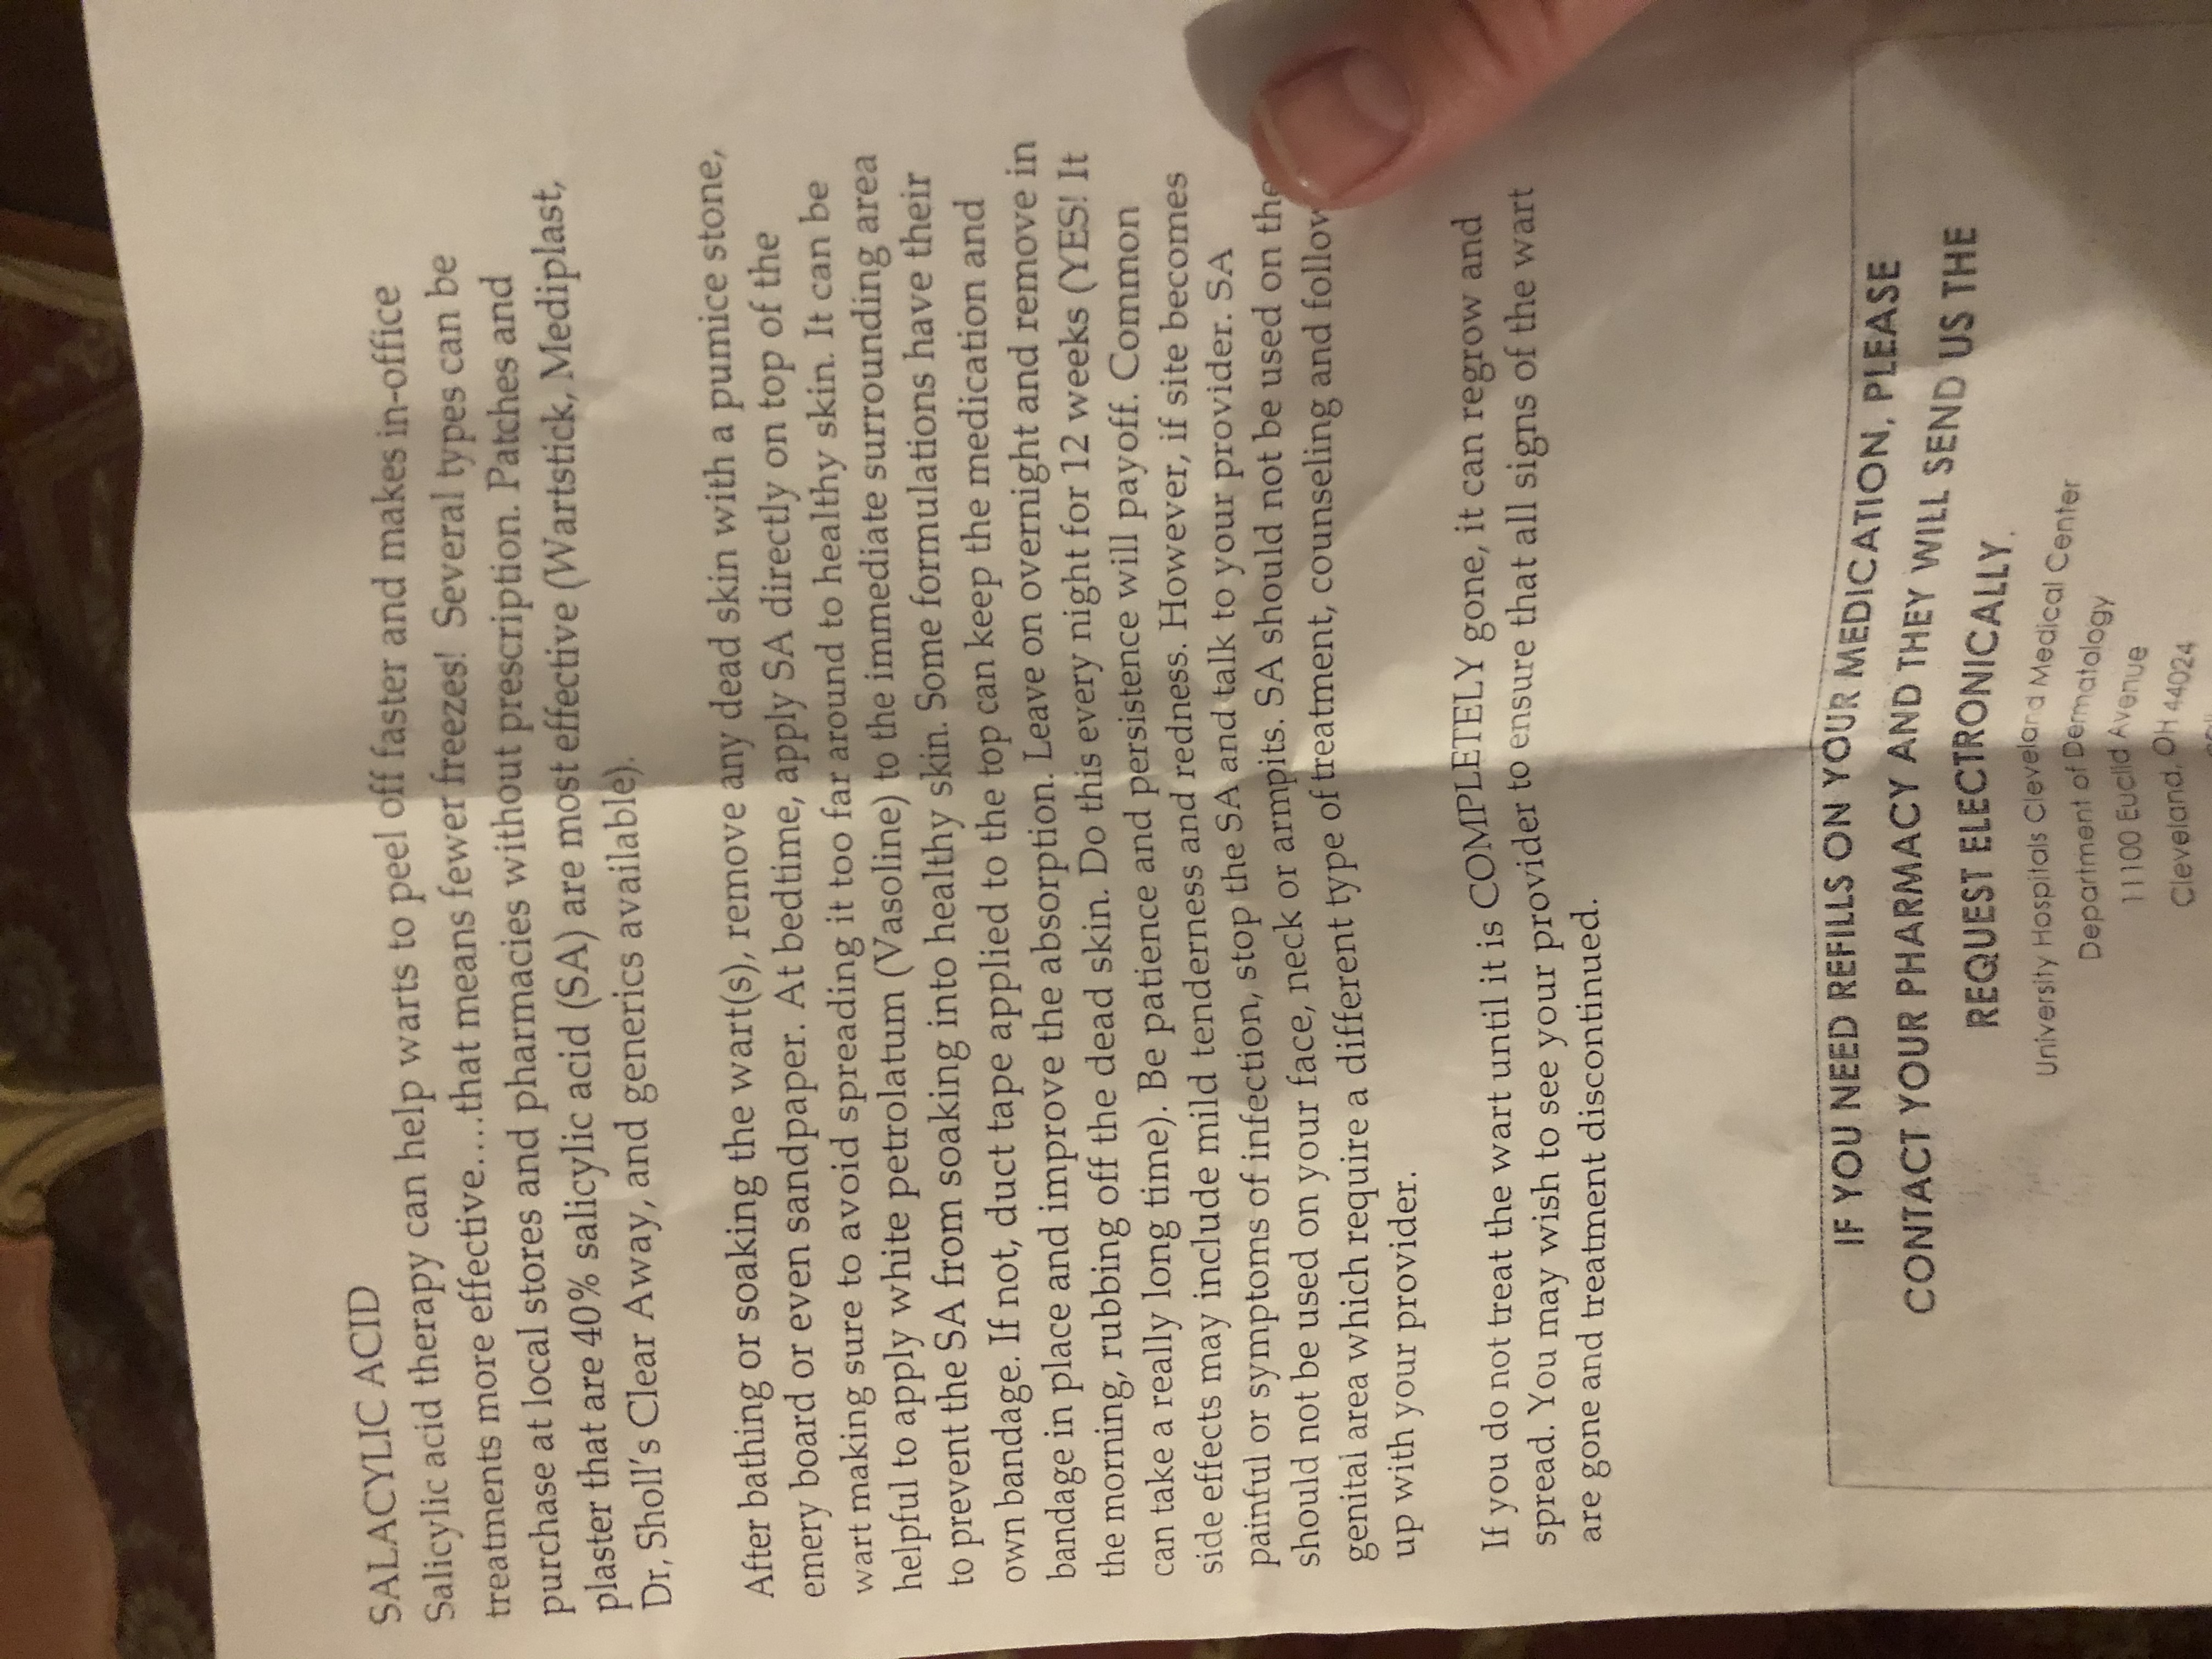 SALACYLIC ACID
Salicylic acid therapy can help warts to peel off faster and makes in-office
treatments more effective....that means fewer freezes!  Several types can be
purchase at local stores and pharmacies without prescription. Patches and
plaster that are 40% salicylic acid (SA) are most effective (Wartstick, Mediplast,
Dr, Sholl's Clear Away, and generics available).
After bathing or soaking the wart(s), remove any dead skin with a pumice stone,
emery board or even sandpaper. At bedtime, apply SA directly on top of the
wart making sure to avoid spreading it too far around to healthy skin. It can be
helpful to apply white petrolatum (Vasoline) to the immediate surrounding area
to prevent the SA from soaking into healthy skin. Some formulations have their
own bandage. If not, duct tape applied to the top can keep the medication and
bandage in place and improve the absorption. Leave on overnight and remove in
the morning, rubbing off the dead skin. Do this every night for 12 weeks (YES! It
can take a really long time). Be patience and persistence will payoff. Common
side effects may include mild tenderness and redness. However, if site becomes
painful or symptoms of infection, stop the SA and talk to your provider. SA
should not be used on your face, neck or armpits. SA should not be used on the
genital area which require a different type of treatment, counseling and follow
up with your provider.
If you do not treat the wart until it is COMPLETELY gone, it can regrow and
spread. You may wish to see your provider to ensure that all signs of the wart
are gone and treatment discontinued.
IF YOU NEED REFILLS ON YOUR MEDICATION, PLEASE
CONTACT YOUR PHARMACY AND THEY WILL SEND US THE
REQUEST ELECTRONICALLY.
University Hospitals Cleveland Medical Center
Department of Dermatology
11100 Euclid Avenue
Cleveland, OH 44024